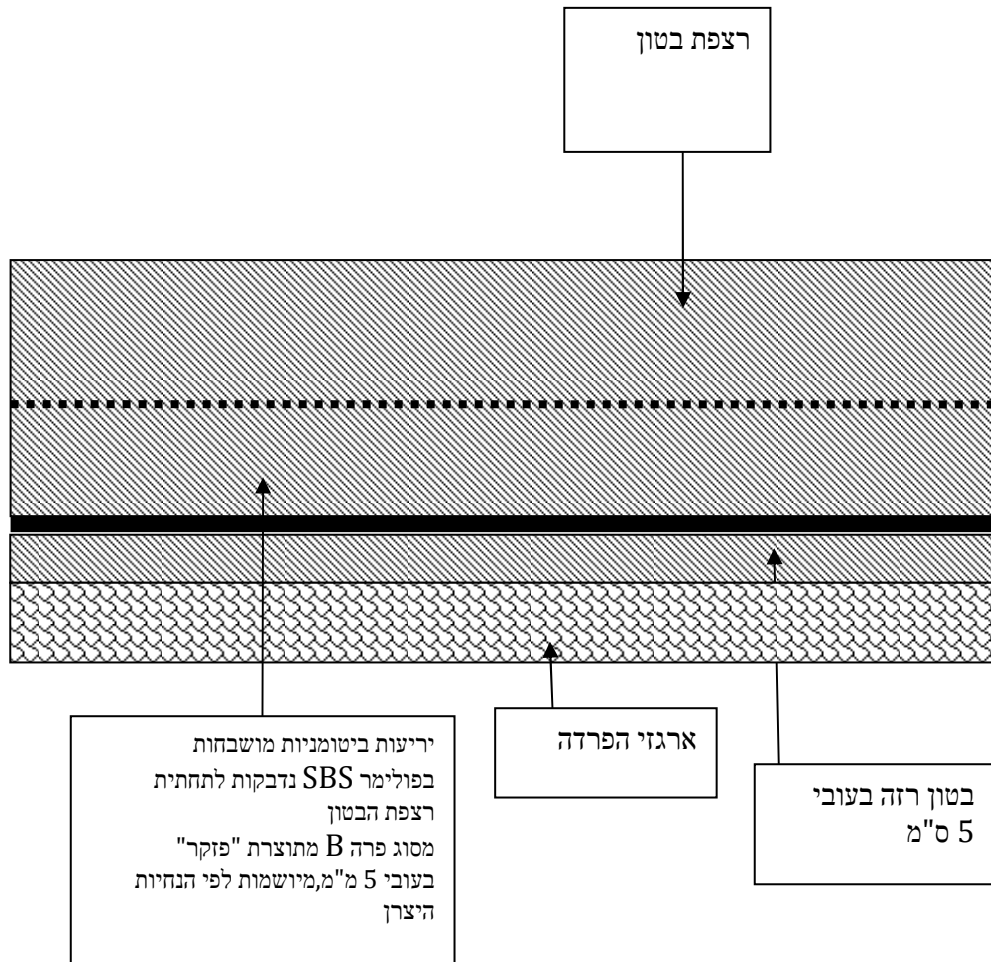 רצפת בטון
יריעות ביטומניות מושבחות
בפולימר SBS נדבקות לתחתית
רצפת הבטון
מסוג פרה B מתוצרת "פזקר"
בעובי 5 מ"מ,מיושמות לפי הנחיות
היצרן
ארגזי הפרדה
בטון רזה בעובי
5 ס"מ